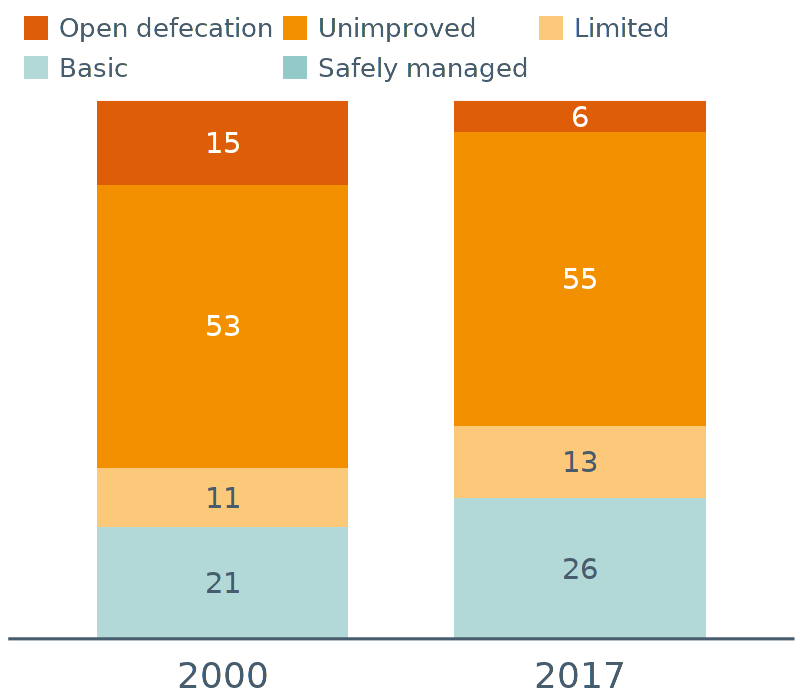 Open defecation Unimproved Limited
Basic Safely managed
15 6
53 55
11 13
21 26
2000 2017